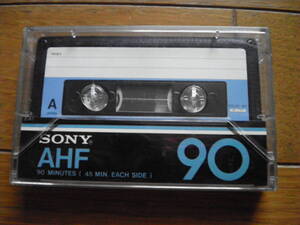 A
SONY
AHF
90
90 MINUTES ( 45 MIN. EACH SIDE )